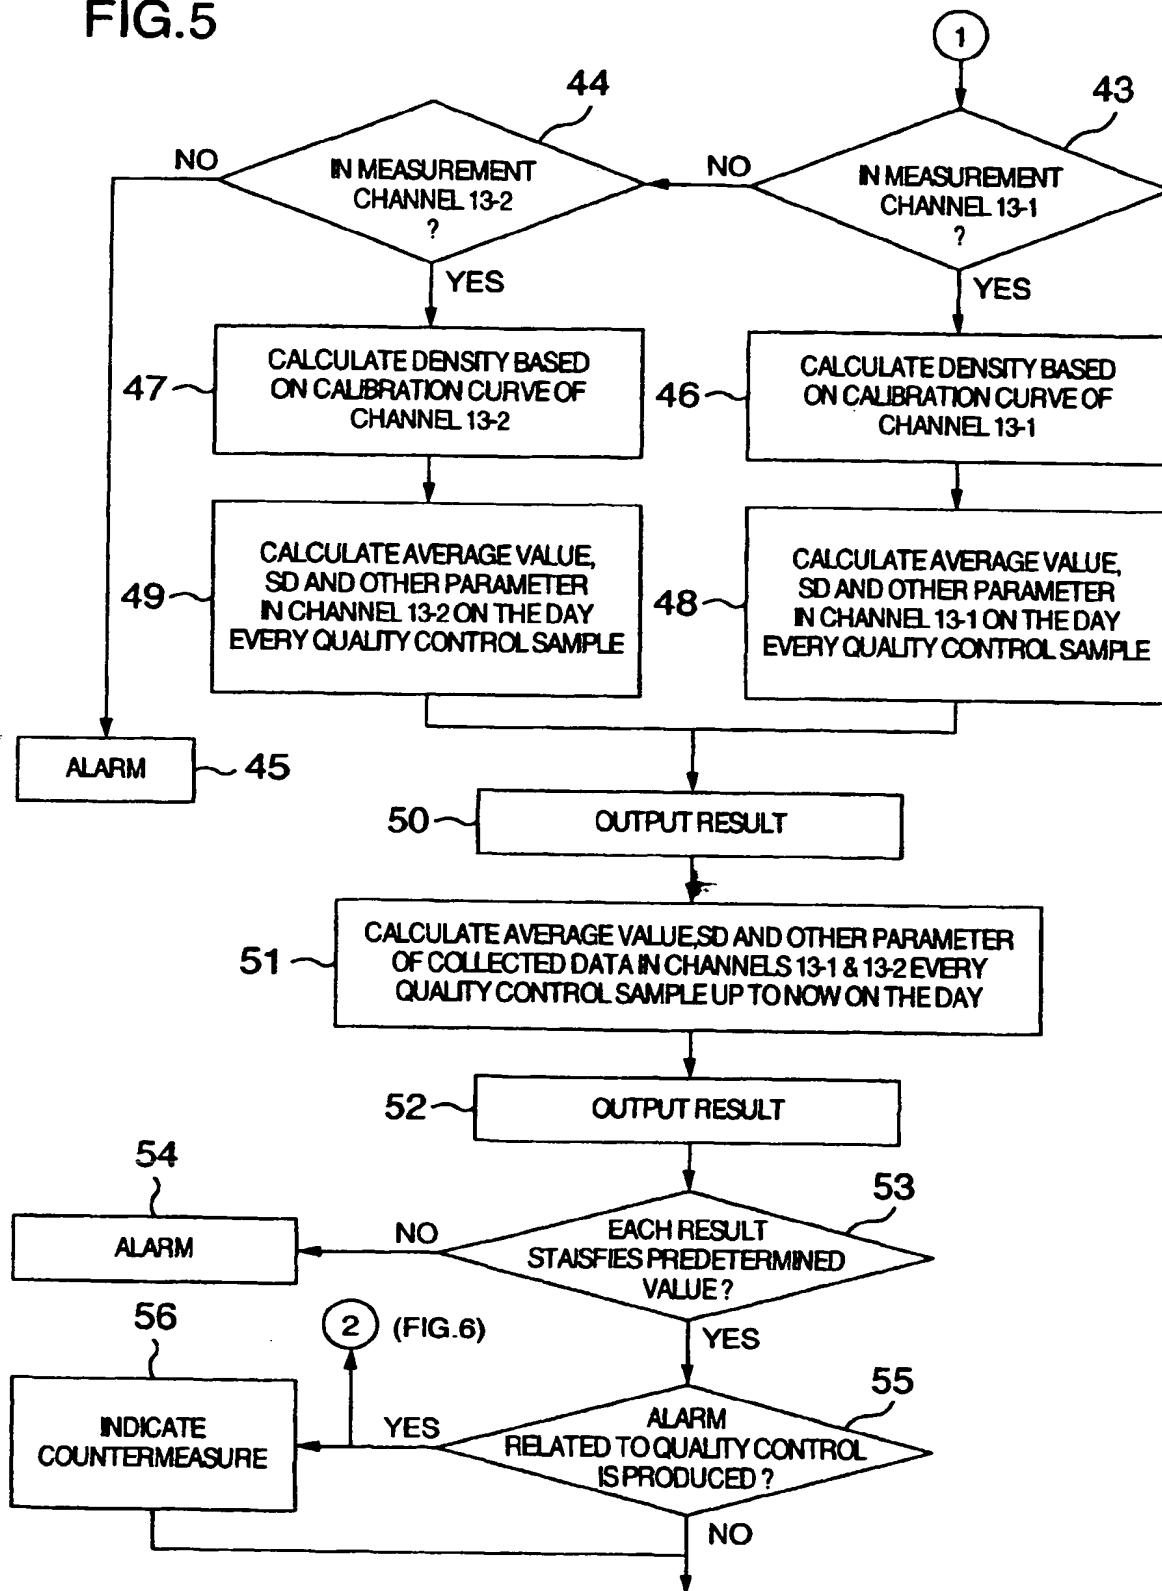 FIG.5
1
44
43
NO
IN MEASUREMENT
CHANNEL 13-2
?
NO
IN MEASUREMENT
CHANNEL 13-1
?
YES
YES
47
CALCULATE DENSITY BASED
ON CALIBRATION CURVE OF
CHANNEL 13-2
46
CALCULATE DENSITY BASED
ON CALIBRATION CURVE OF
CHANNEL 13-1
49
CALCULATE AVERAGE VALUE,
SD AND OTHER PARAMETER
IN CHANNEL 13-2 ON THE DAY
EVERY QUALITY CONTROL SAMPLE
48
CALCULATE AVERAGE VALUE,
SD AND OTHER PARAMETER
IN CHANNEL 13-1 ON THE DAY
EVERY QUALITY CONTROL SAMPLE
ALARM
45
50
OUTPUT RESULT
51
CALCULATE AVERAGE VALUE,SD AND OTHER PARAMETER
OF COLLECTED DATA IN CHANNELS 13-1 & 13-2 EVERY
QUALITY CONTROL SAMPLE UP TO NOW ON THE DAY
52
OUTPUT RESULT
54
53
ALARM
NO
EACH RESULT
STAISFIES PREDETERMINED
VALUE ?
56
2 (FIG.6)
YES
55
INDICATE
COUNTERMEASURE
YES
ALARM
RELATED TO QUALITY CONTROL
IS PRODUCED ?
NO